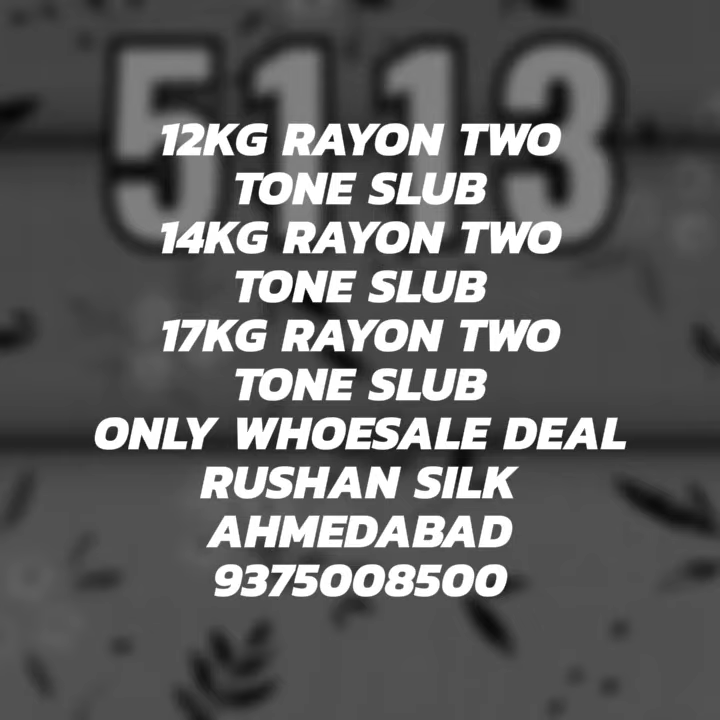 5113
12KG RAYON TWO
TONE SLUB
14KG RAYON TWO
TONE SLUB
17KG RAYON TWO
TONE SLUB
ONLY WHOESALE DEAL
RUSHAN SILK
AHMEDABAD
9375008500